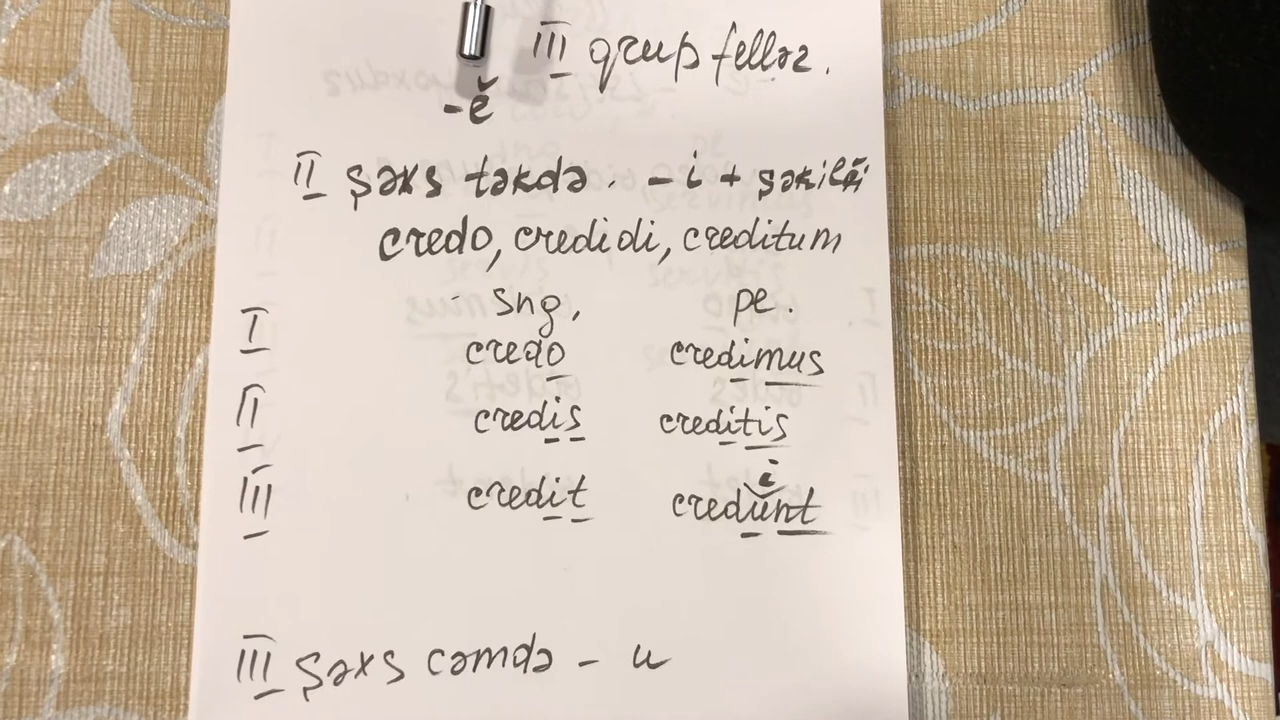 III qrup fellər.
-ĕ
II şəxs təkdə. - i + şəkilçi
credo, credidi, creditum
sng, pe.
I credo credimus
II credis creditis
i
III credit credunt
III şəxs cəmdə - u